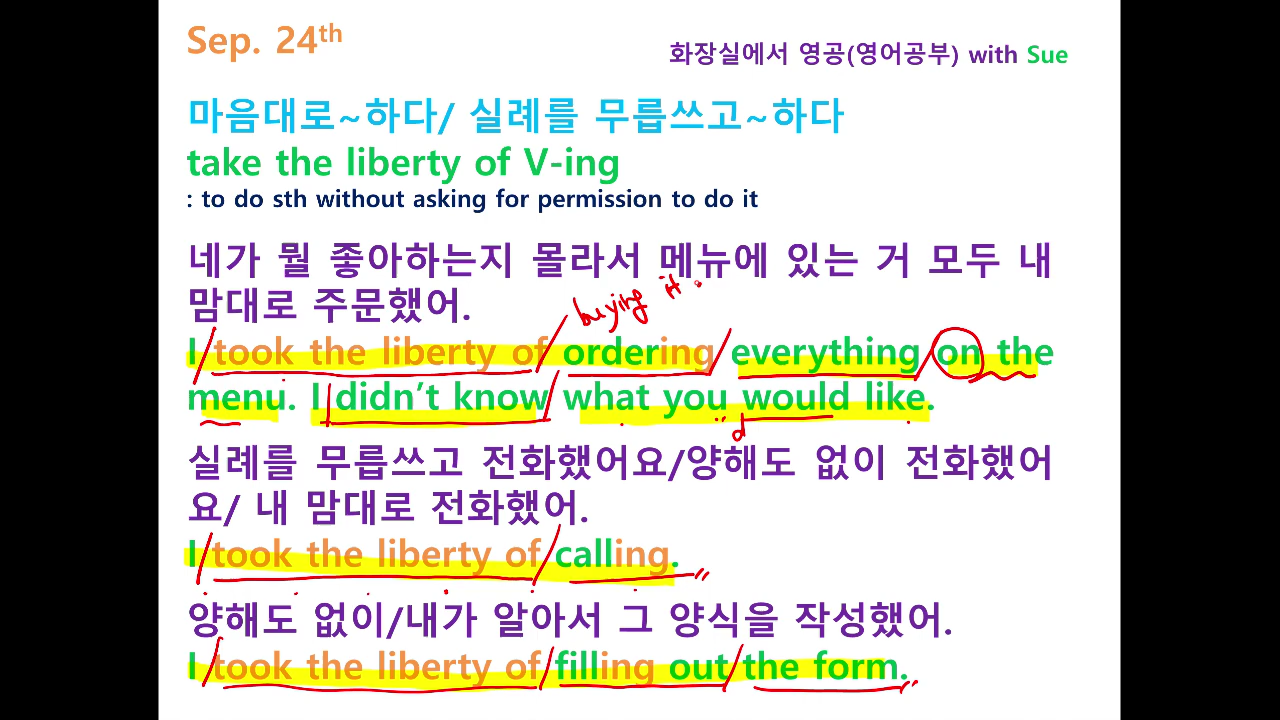 Sep. 24th
화장실에서 영공(영어공부) with Sue
마음대로~하다/ 실례를 무릅쓰고~하다
take the liberty of V-ing
: to do sth without asking for permission to do it
네가 뭘 좋아하는지 몰라서 메뉴에 있는 거 모두 내
맘대로 주문했어.
buying it.
I took the liberty of ordering everything on the
menu. I didn't know what you would like.
d
실례를 무릅쓰고 전화했어요/양해도 없이 전화했어
요/ 내 맘대로 전화했어.
I took the liberty of calling.
양해도 없이/내가 알아서 그 양식을 작성했어.
I took the liberty of filling out the form.